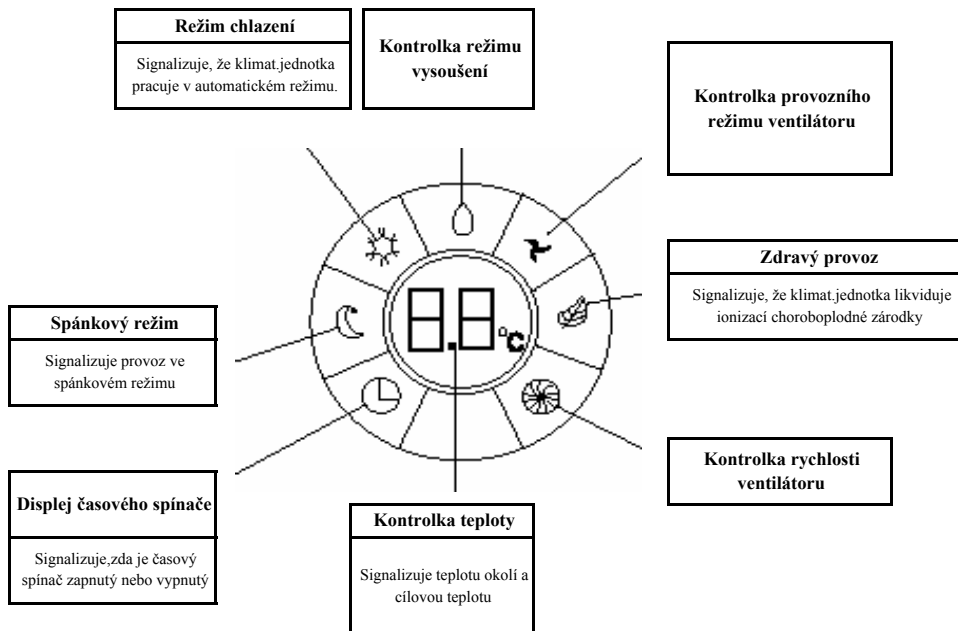 Režim chlazení
Signalizuje, že klimat.jednotka
pracuje v automatickém režimu.
Kontrolka režimu
vysoušení
Kontrolka provozního
režimu ventilátoru
Zdravý provoz
Signalizuje, že klimat.jednotka likviduje
ionizací choroboplodné zárodky
Spánkový režim
Signalizuje provoz ve
spánkovém režimu
8.8°C
Kontrolka rychlosti
ventilátoru
Displej časového spínače
Signalizuje,zda je časový
spínač zapnutý nebo vypnutý
Kontrolka teploty
Signalizuje teplotu okolí a
cílovou teplotu